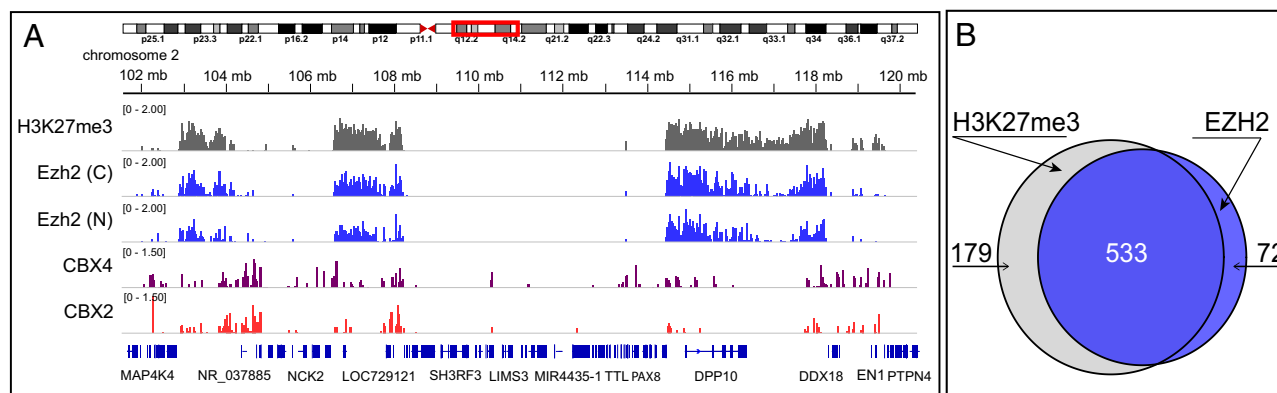 A
p25.1 p23.3 p22.1 p16.2 p14 p12 p11.1 q12.2 q14.2 q21.2 q22.3 q24.2 q31.1 q32.1 q33.1 q34 q36.1 q37.2
chromosome 2
102 mb 104 mb 106 mb 108 mb 110 mb 112 mb 114 mb 116 mb 118 mb 120 mb
[0 - 2.00]
H3K27me3
[0 - 2.00]
Ezh2 (C)
[0 - 2.00]
Ezh2 (N)
[0 - 1.50]
CBX4
[0 - 1.50]
CBX2
MAP4K4 NR_037885 NCK2 LOC729121 SH3RF3 LIMS3 MIR4435-1 TTL PAX8 DPP10 DDX18 EN1 PTPN4
B
H3K27me3 EZH2
179 533 72